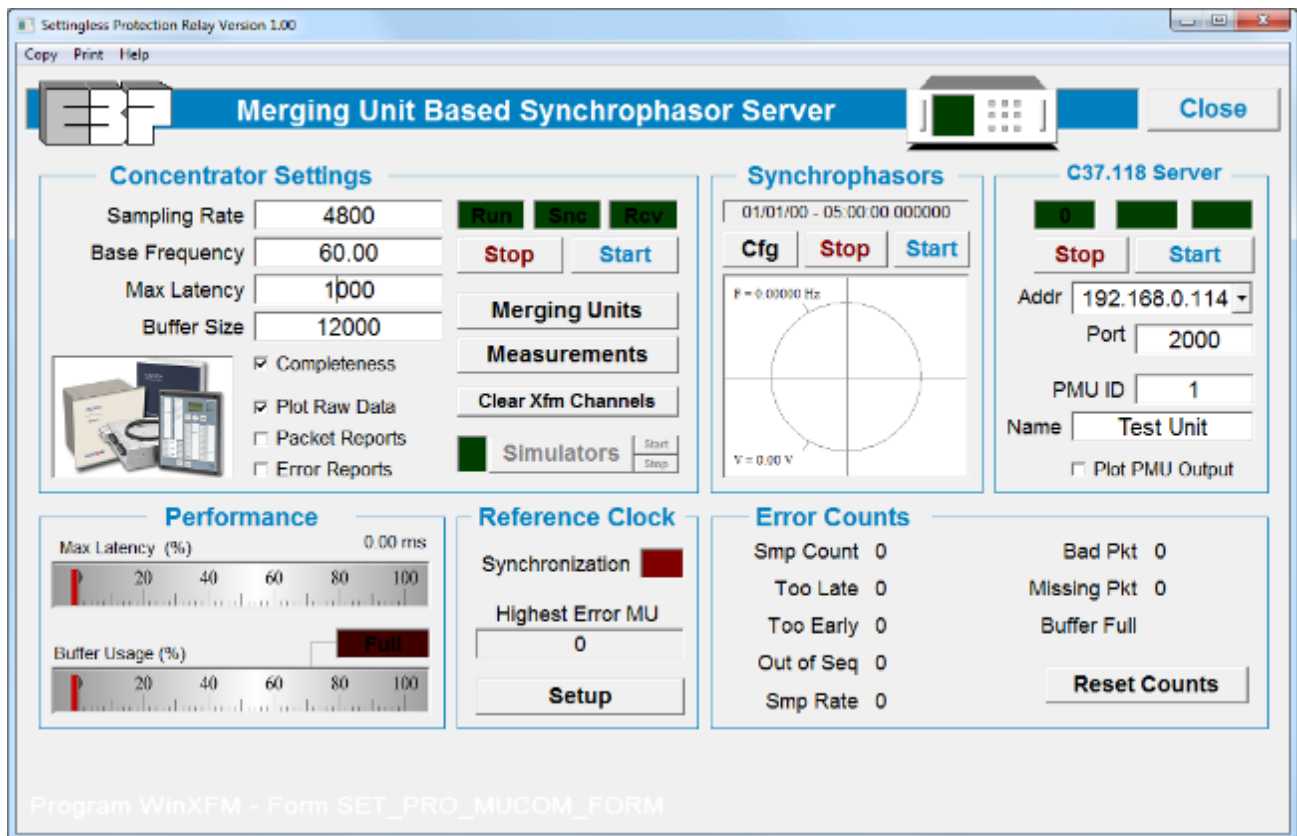 Settingless Protection Relay Version 1.00
Copy Print Help
EBP
Merging Unit Based Synchrophasor Server
Close
Concentrator Settings
Sampling Rate 4800
Base Frequency 60.00
Max Latency 1000
Buffer Size 12000
Completeness
Plot Raw Data
Packet Reports
Error Reports
Run Snc Rcv
Stop Start
Merging Units
Measurements
Clear Xfm Channels
Simulators
Start
Stop
Synchrophasors
01/01/00 - 05:00:00.000000
Cfg Stop Start
F = 0.00000 Hz
V = 0.00 V
C37.118 Server
0
Stop Start
Addr 192.168.0.114
Port 2000
PMU ID 1
Name Test Unit
Plot PMU Output
Performance
Max Latency (%) 0.00 ms
0 20 40 60 80 100
Full
Buffer Usage (%)
0 20 40 60 80 100
Reference Clock
Synchronization
Highest Error MU
0
Setup
Error Counts
Smp Count 0
Too Late 0
Too Early 0
Out of Seq 0
Smp Rate 0
Bad Pkt 0
Missing Pkt 0
Buffer Full
Reset Counts
Program WinXFM - Form SET_PRO_MUCOM_FORM